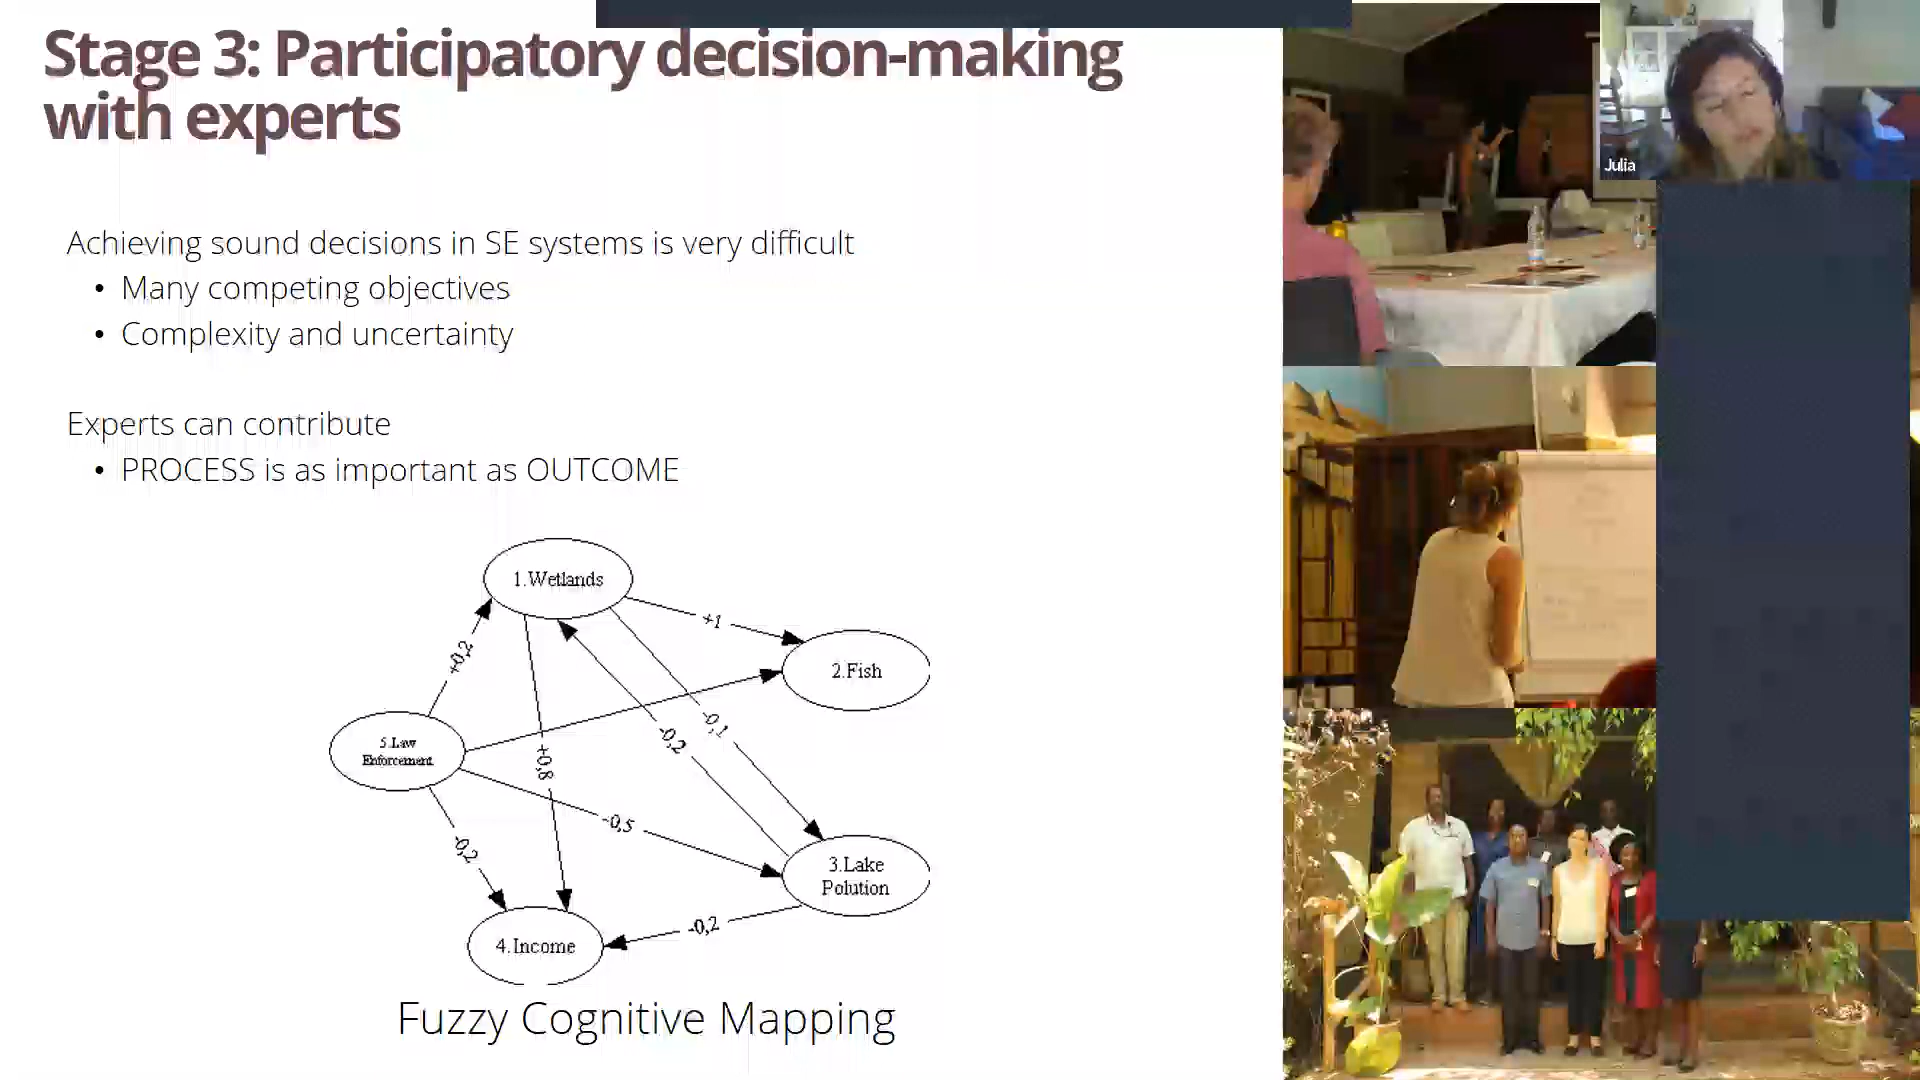 Stage 3: Participatory decision-making
with experts
Julia
Achieving sound decisions in SE systems is very difficult
• Many competing objectives
• Complexity and uncertainty
Experts can contribute
• PROCESS is as important as OUTCOME
1.Wetlands
+1
+0,2
2.Fish
-0,1
-0,2
5.Law
Enforcement
+0,8
-0,5
-0,2
3.Lake
Polution
-0,2
4.Income
Fuzzy Cognitive Mapping